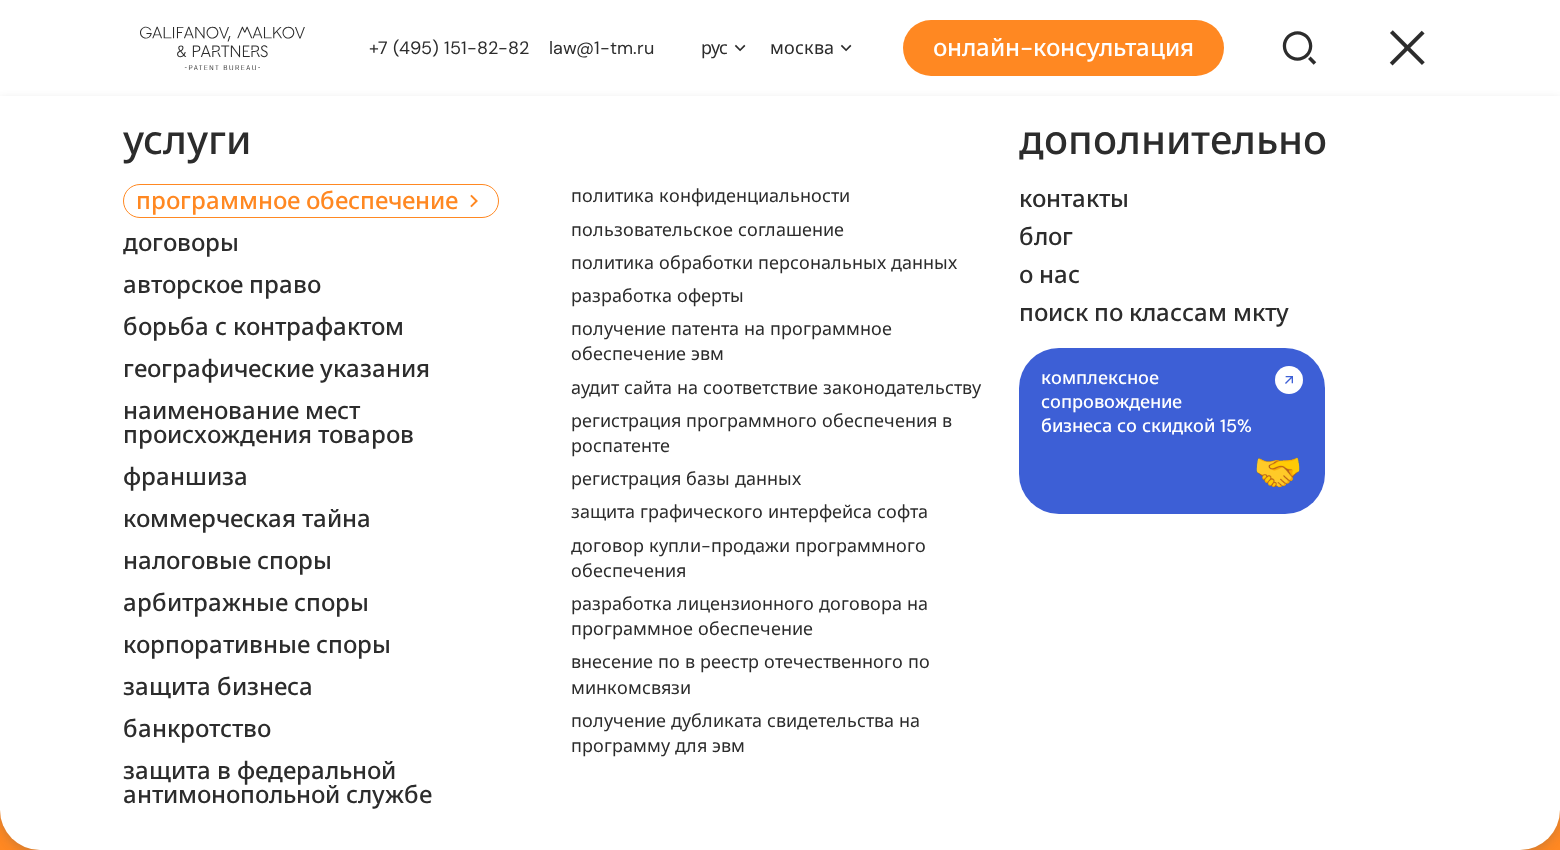 GALIFANOV, MALKOV
& PARTNERS
-PATENT BUREAU-
+7 (495) 151-82-82
law@1-tm.ru
рус
москва
онлайн-консультация
услуги
программное обеспечение
договоры
авторское право
борьба с контрафактом
географические указания
наименование мест
происхождения товаров
франшиза
коммерческая тайна
налоговые споры
арбитражные споры
корпоративные споры
защита бизнеса
банкротство
защита в федеральной
антимонопольной службе
политика конфиденциальности
пользовательское соглашение
политика обработки персональных данных
разработка оферты
получение патента на программное
обеспечение эвм
аудит сайта на соответствие законодательству
регистрация программного обеспечения в
роспатенте
регистрация базы данных
защита графического интерфейса софта
договор купли-продажи программного
обеспечения
разработка лицензионного договора на
программное обеспечение
внесение по в реестр отечественного по
минкомсвязи
получение дубликата свидетельства на
программу для эвм
дополнительно
контакты
блог
о нас
поиск по классам мкту
комплексное
сопровождение
бизнеса со скидкой 15%